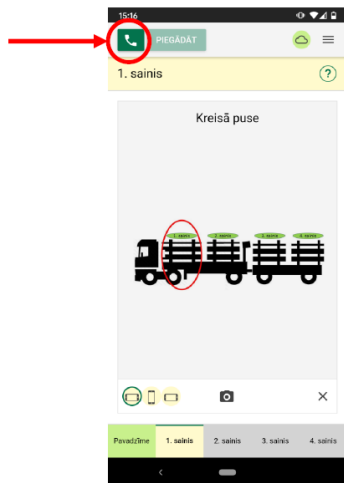 15:16
PIEGĀDĀT
1. sainis
?
Kreisā puse
1. sainis 2. sainis 3. sainis 4. sainis
Pavadzīme 1. sainis 2. sainis 3. sainis 4. sainis